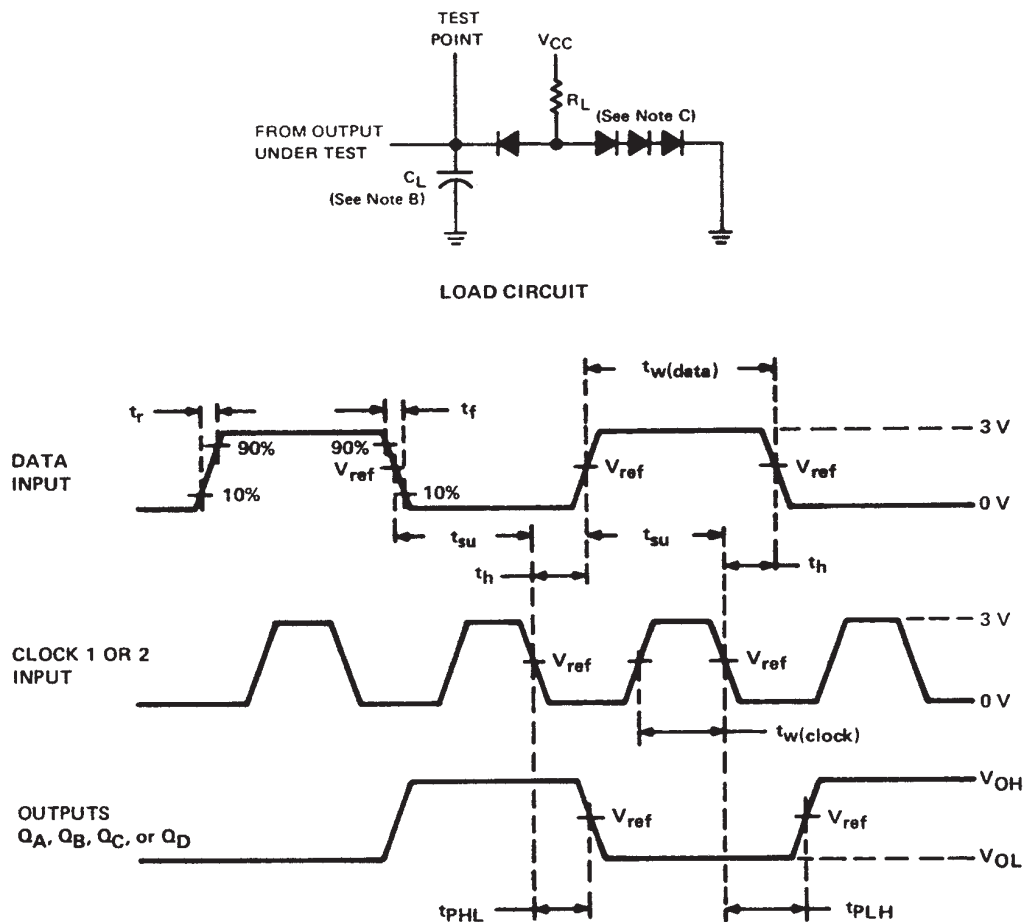 TEST
POINT
VCC
RL
(See Note C)
FROM OUTPUT
UNDER TEST
CL
(See Note B)
LOAD CIRCUIT
tw(data)
tr
tf
3 V
90%
90%
DATA
INPUT
Vref
Vref
Vref
10%
10%
0 V
tsu
tsu
th
th
3 V
CLOCK 1 OR 2
INPUT
Vref
Vref
0 V
tw(clock)
VOH
OUTPUTS
QA, QB, QC, or QD
Vref
Vref
VOL
tPHL
tPLH